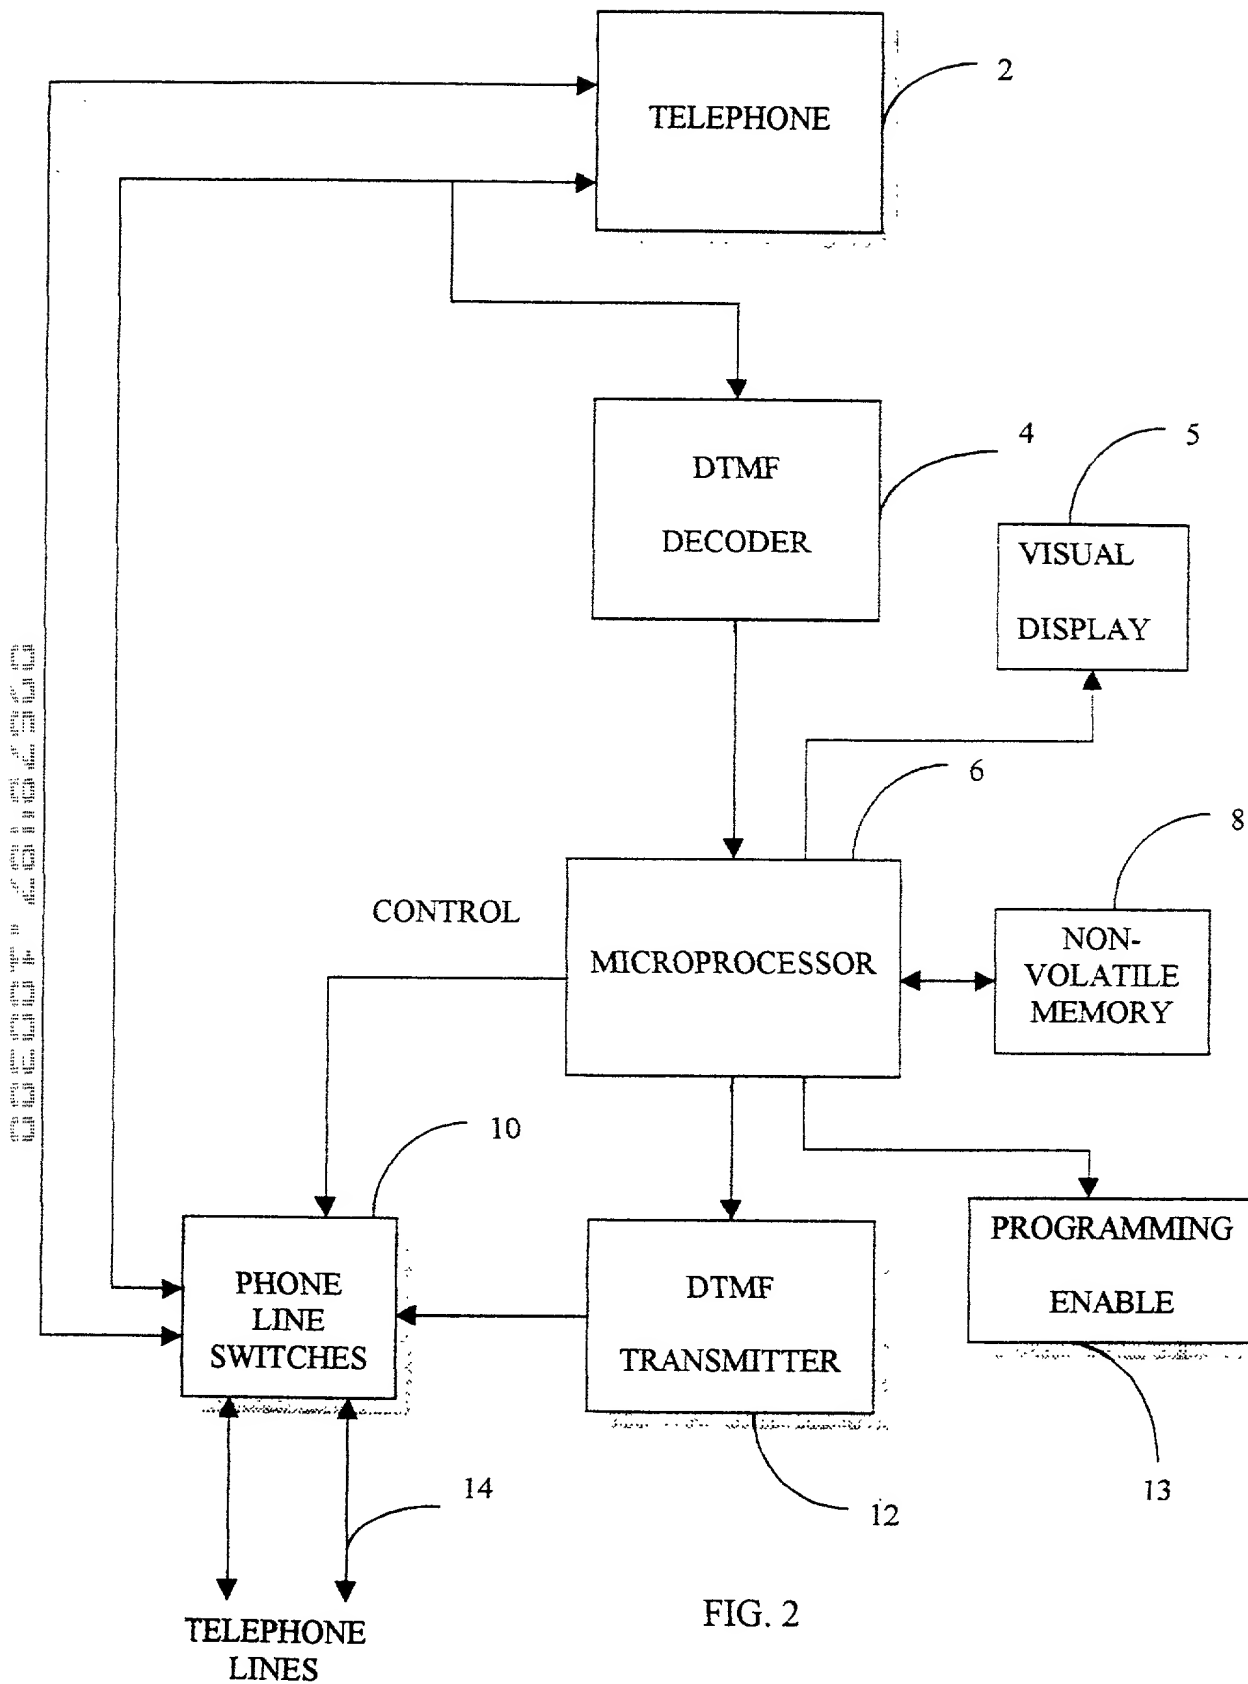 2
TELEPHONE
4
DTMF
DECODER
5
VISUAL
DISPLAY
6
8
CONTROL
MICROPROCESSOR
NON-
VOLATILE
MEMORY
10
PHONE
LINE
SWITCHES
DTMF
TRANSMITTER
PROGRAMMING
ENABLE
14
12
13
TELEPHONE
LINES
FIG. 2